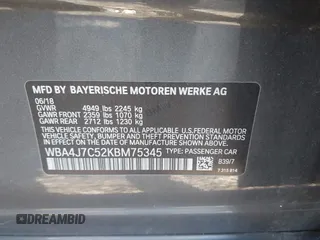 MFD BY BAYERISCHE MOTOREN WERKE AG
06/18
GVWR 4949 lbs 2245 kg
GAWR FRONT 2359 lbs 1070 kg
GAWR REAR 2712 lbs 1230 kg
THIS VEHICLE CONFORMS TO ALL APPLICABLE U.S. FEDERAL MOTOR
VEHICLE SAFETY, BUMPER AND THEFT PREVENTION STANDARDS IN
EFFECT ON THE DATE OF MANUFACTURE SHOWN ABOVE.
WBA4J7C52KBM75345 TYPE: PASSENGER CAR
B39/7
DREAMBID